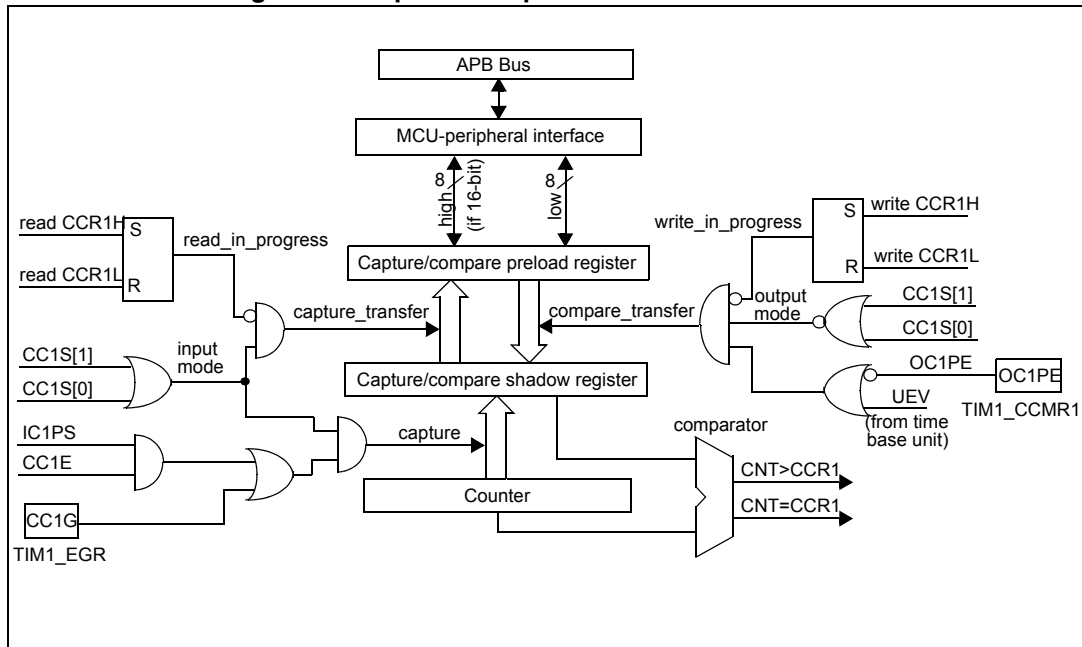 APB Bus
MCU-peripheral interface
8
high
(if 16-bit)
8
low
read CCR1H
S
read_in_progress
read CCR1L
R
write_in_progress
S
write CCR1H
R
write CCR1L
Capture/compare preload register
capture_transfer
compare_transfer
output
mode
CC1S[1]
CC1S[0]
CC1S[1]
CC1S[0]
input
mode
Capture/compare shadow register
OC1PE
OC1PE
UEV
(from time
base unit)
TIM1_CCMR1
IC1PS
CC1E
capture
comparator
CNT>CCR1
Counter
CNT=CCR1
CC1G
TIM1_EGR